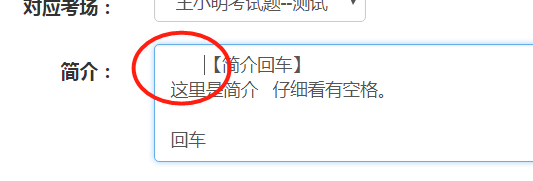 对应考场： 王小明考试题--测试
简介： 【简介回车】
这里是简介   仔细看有空格。
回车